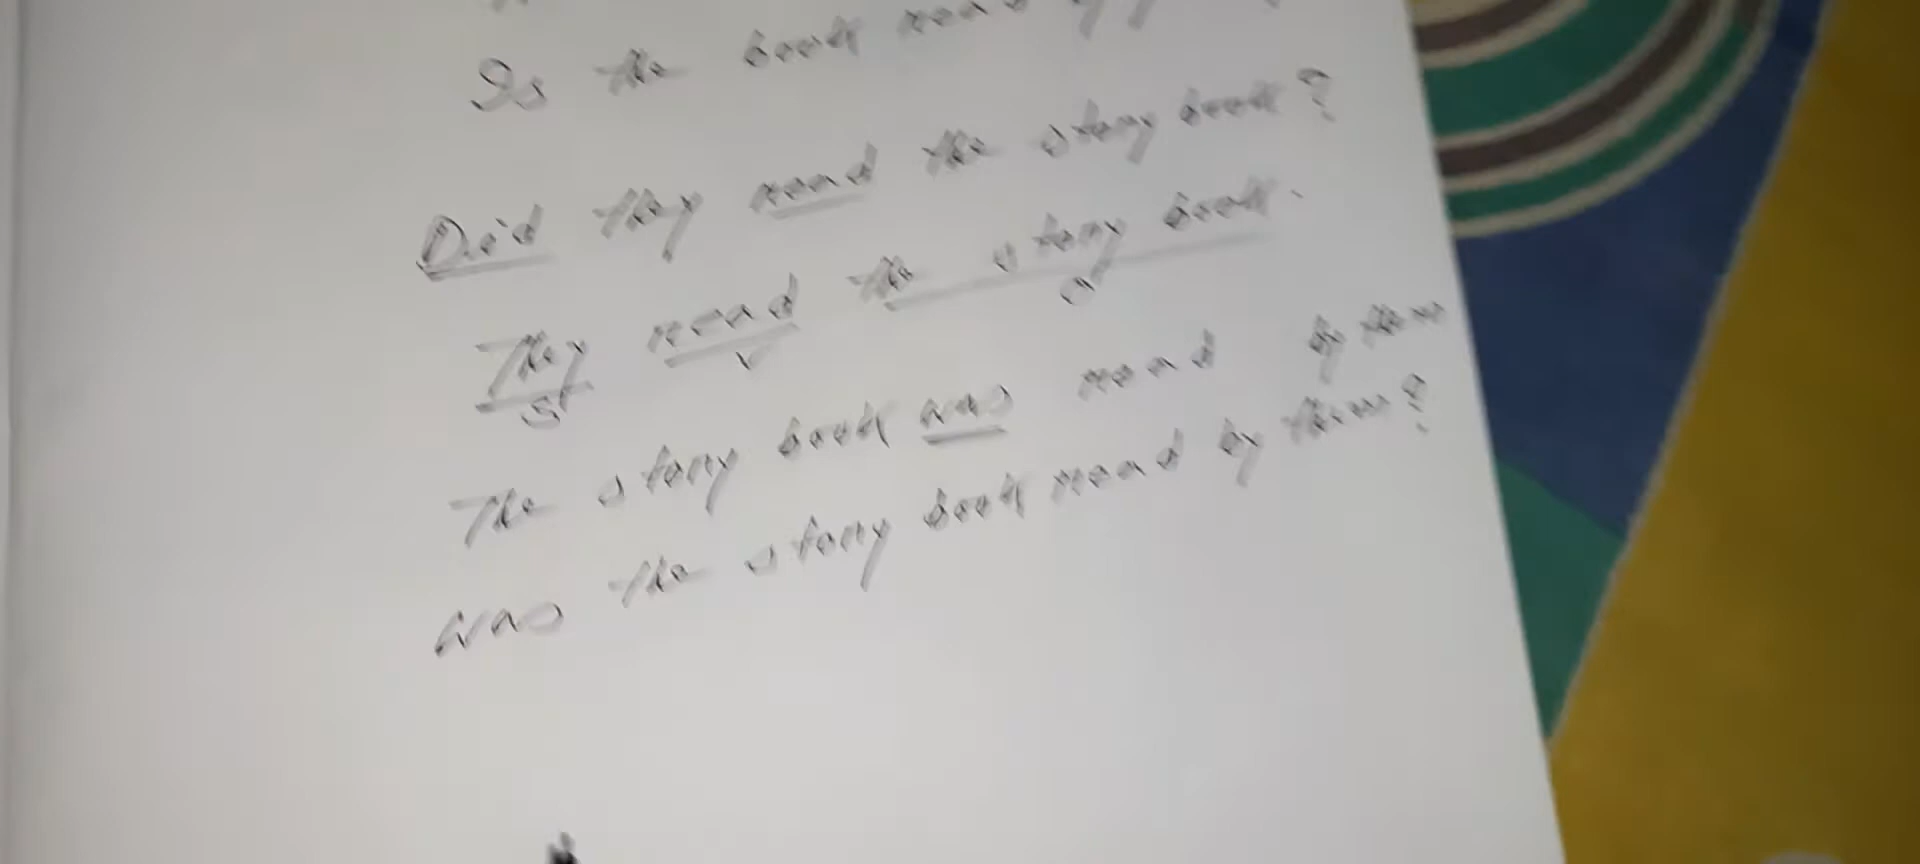 Is the book read
Did they read the story book?
They read the story book.
S V O
The story book was read by them
was the story book read by them?